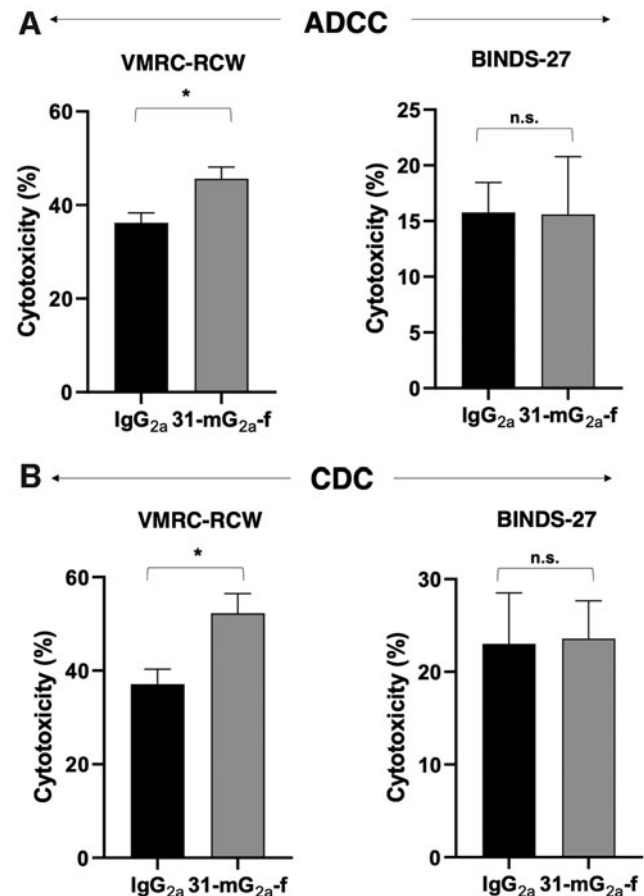 A
ADCC
VMRC-RCW
*
Cytotoxicity (%)
60
40
40
0
IgG2a 31-mG2a-f
BINDS-27
n.s.
Cytotoxicity (%)
25
20
15
10
5
0
IgG2a 31-mG2a-f
B
CDC
VMRC-RCW
*
Cytotoxicity (%)
60
40
40
0
IgG2a 31-mG2a-f
BINDS-27
n.s.
Cytotoxicity (%)
30
20
10
0
IgG2a 31-mG2a-f